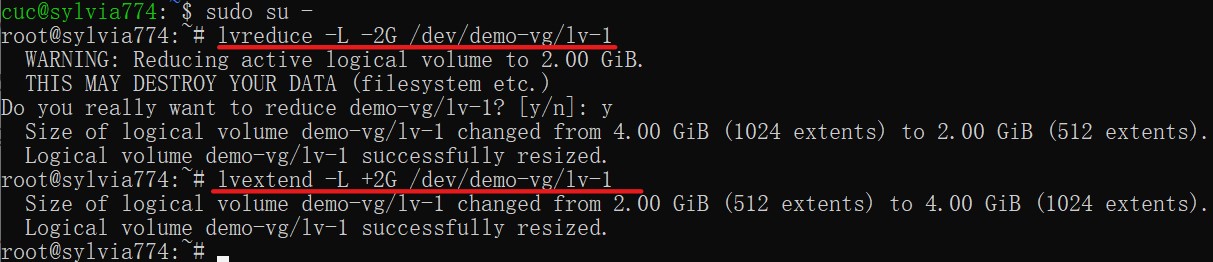 cuc@sylvia774:~$ sudo su -
root@sylvia774:~# lvreduce -L -2G /dev/demo-vg/lv-1
  WARNING: Reducing active logical volume to 2.00 GiB.
  THIS MAY DESTROY YOUR DATA (filesystem etc.)
Do you really want to reduce demo-vg/lv-1? [y/n]: y
  Size of logical volume demo-vg/lv-1 changed from 4.00 GiB (1024 extents) to 2.00 GiB (512 extents).
  Logical volume demo-vg/lv-1 successfully resized.
root@sylvia774:~# lvextend -L +2G /dev/demo-vg/lv-1
  Size of logical volume demo-vg/lv-1 changed from 2.00 GiB (512 extents) to 4.00 GiB (1024 extents).
  Logical volume demo-vg/lv-1 successfully resized.
root@sylvia774:~#